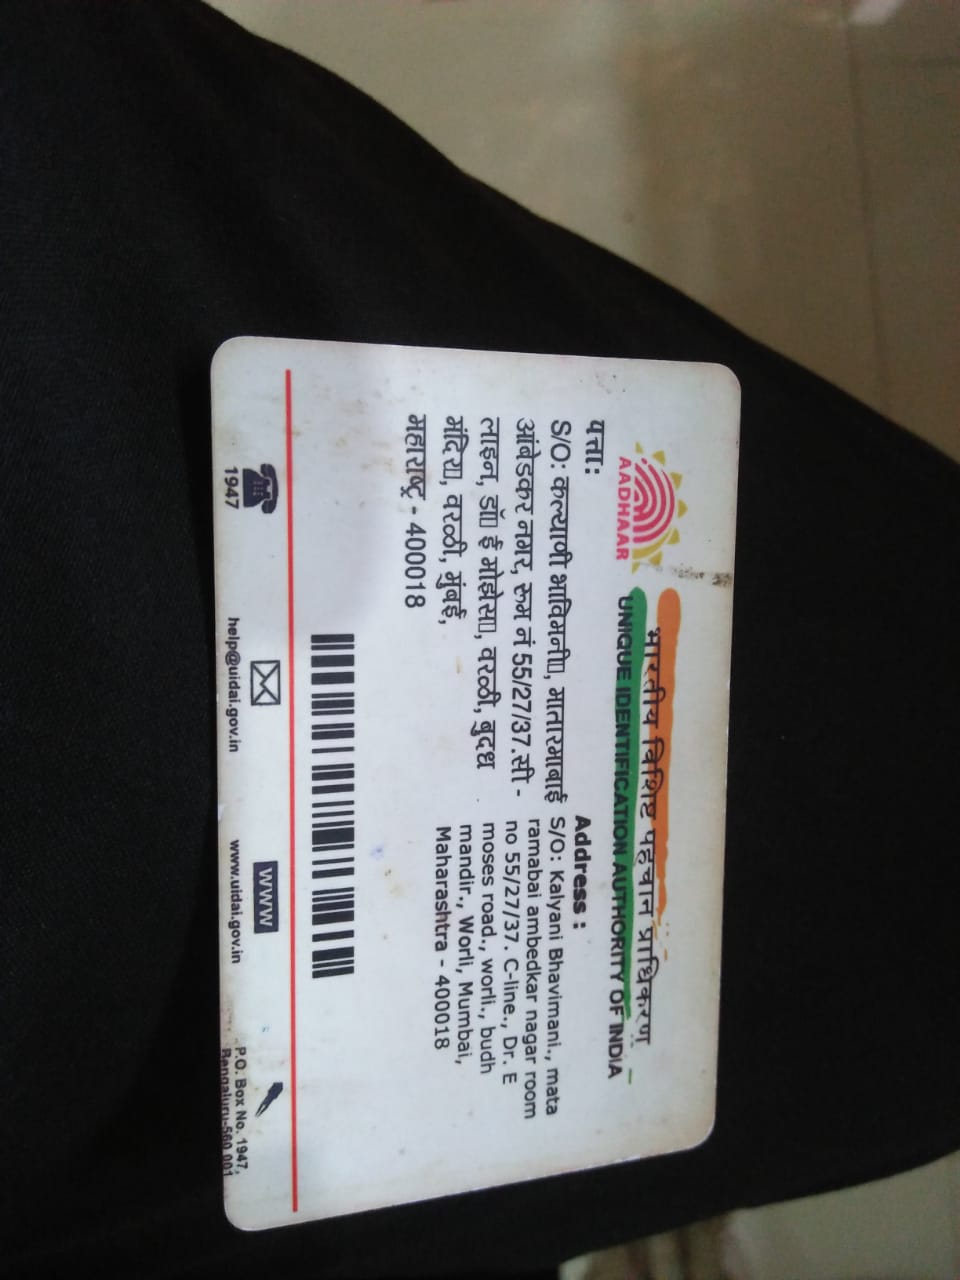 भारतीय विशिष्ट पहचान प्राधिकरण
UNIQUE IDENTIFICATION AUTHORITY OF INDIA
AADHAAR
पत्ता:
S/O: कल्याणी भाविमनी▯, मातारमाबाई
आंबेडकर नगर, रूम नं 55/27/37.सी -
लाइन, डॉ▯ ई मोझेस▯, वरळी, बुदध
मंदिर▯, वरळी, मुंबई,
महाराष्ट्र - 400018
Address :
S/O: Kalyani Bhavimani., mata
ramabai ambedkar nagar room
no 55/27/37. C-line., Dr. E
moses road., worli., budh
mandir., Worli, Mumbai,
Maharashtra - 400018
1947
help@uidai.gov.in
WWW
www.uidai.gov.in
P.O. Box No. 1947,
Bengaluru-560 001